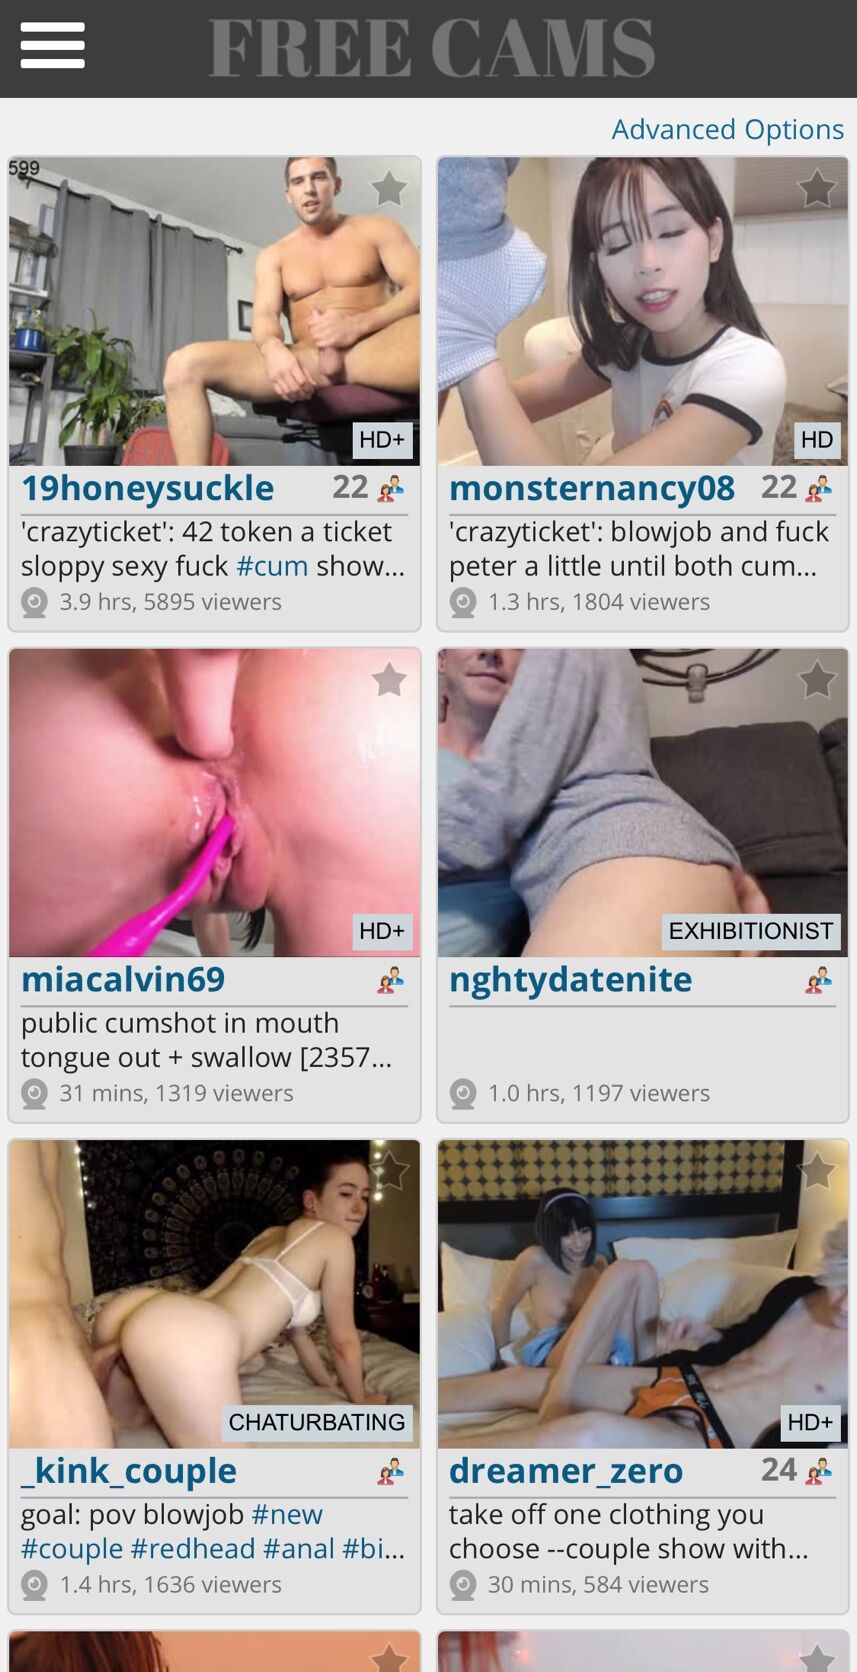 FREE CAMS
Advanced Options
599
HD+
19honeysuckle 22
'crazyticket': 42 token a ticket
sloppy sexy fuck #cum show...
3.9 hrs, 5895 viewers
HD
monsternancy08 22
'crazyticket': blowjob and fuck
peter a little until both cum...
1.3 hrs, 1804 viewers
HD+
miacalvin69
public cumshot in mouth
tongue out + swallow [2357...
31 mins, 1319 viewers
EXHIBITIONIST
nghtydatenite
1.0 hrs, 1197 viewers
CHATURBATING
_kink_couple
goal: pov blowjob #new
#couple #redhead #anal #bi...
1.4 hrs, 1636 viewers
HD+
dreamer_zero 24
take off one clothing you
choose --couple show with...
30 mins, 584 viewers